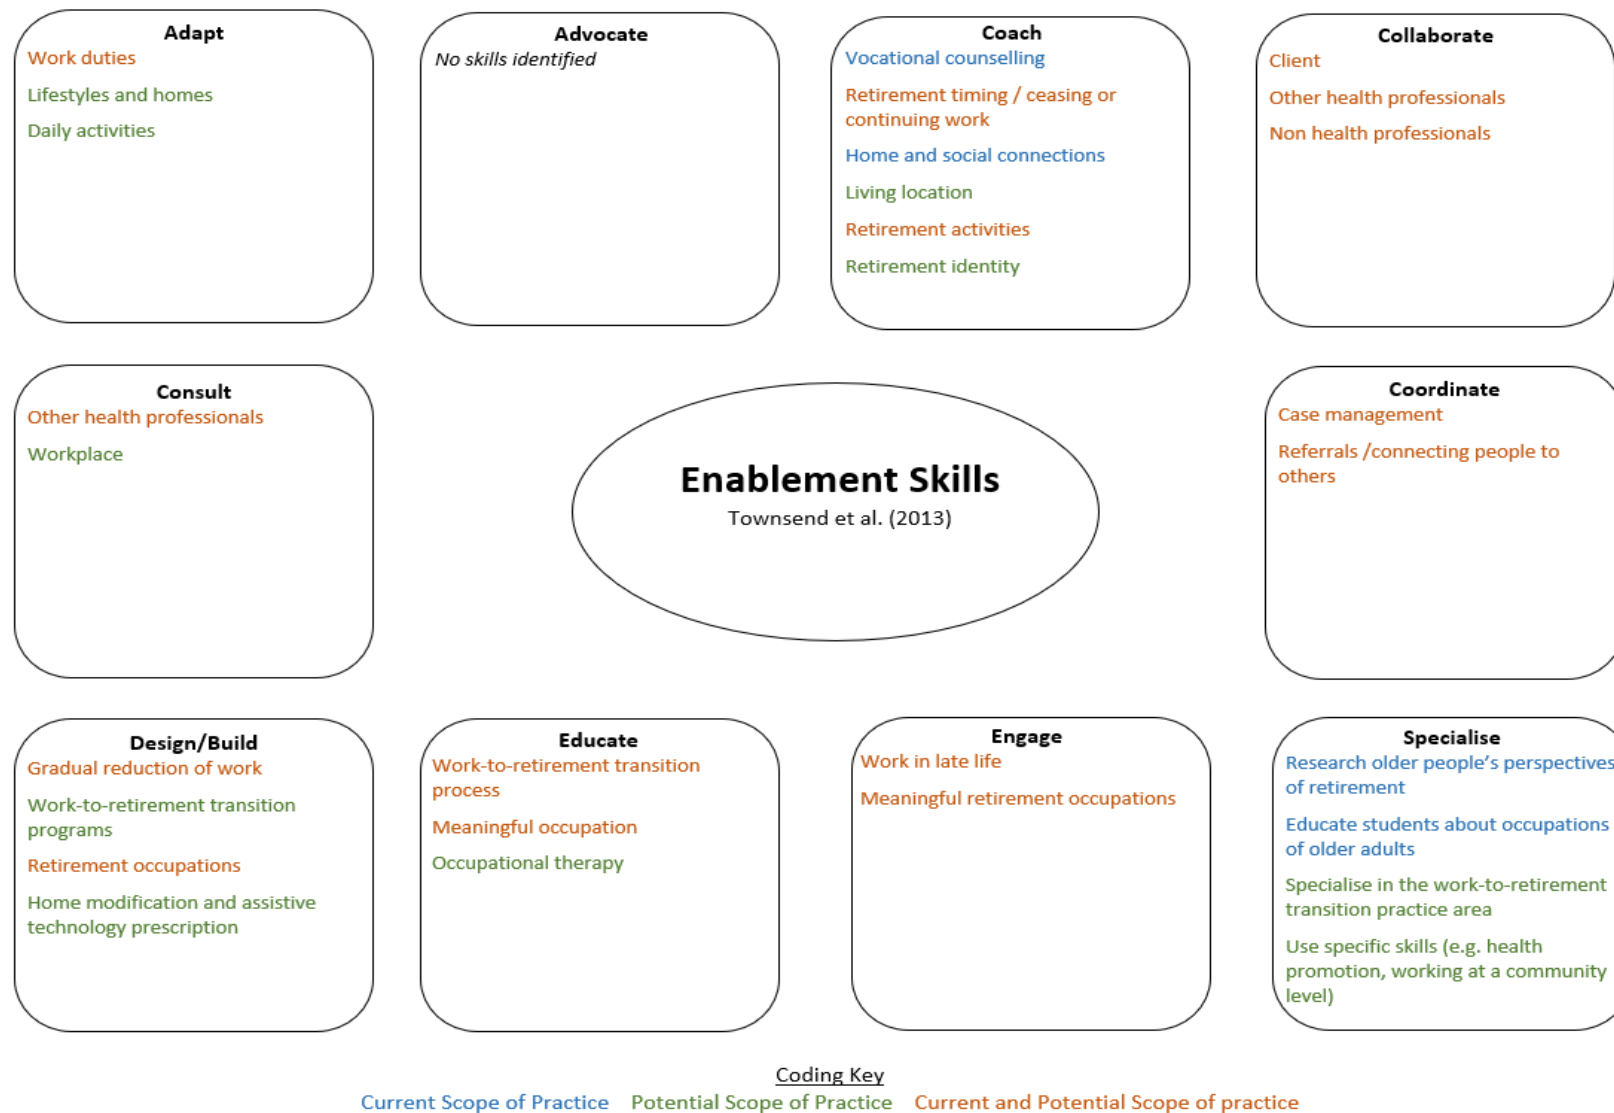 Adapt
Work duties
Lifestyles and homes
Daily activities
Advocate
No skills identified
Coach
Vocational counselling
Retirement timing / ceasing or
continuing work
Home and social connections
Living location
Retirement activities
Retirement identity
Collaborate
Client
Other health professionals
Non health professionals
Consult
Other health professionals
Workplace
Enablement Skills
Townsend et al. (2013)
Coordinate
Case management
Referrals /connecting people to
others
Design/Build
Gradual reduction of work
Work-to-retirement transition
programs
Retirement occupations
Home modification and assistive
technology prescription
Educate
Work-to-retirement transition
process
Meaningful occupation
Occupational therapy
Engage
Work in late life
Meaningful retirement occupations
Specialise
Research older people’s perspectives
of retirement
Educate students about occupations
of older adults
Specialise in the work-to-retirement
transition practice area
Use specific skills (e.g. health
promotion, working at a community
level)
Coding Key
Current Scope of Practice Potential Scope of Practice Current and Potential Scope of practice